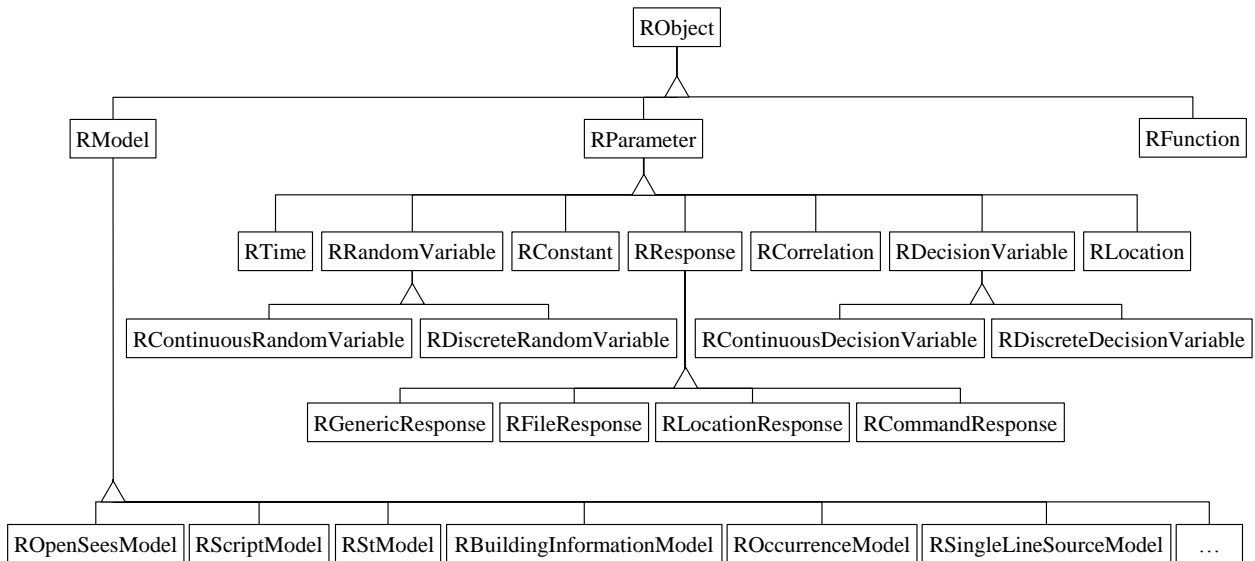 RObject
RModel RParameter RFunction
RTime RRandomVariable RConstant RResponse RCorrelation RDecisionVariable RLocation
RContinuousRandomVariable RDiscreteRandomVariable RContinuousDecisionVariable RDiscreteDecisionVariable
RGenericResponse RFileResponse RLocationResponse RCommandResponse
ROpenSeesModel RScriptModel RStModel RBuildingInformationModel ROccurrenceModel RSingleLineSourceModel …